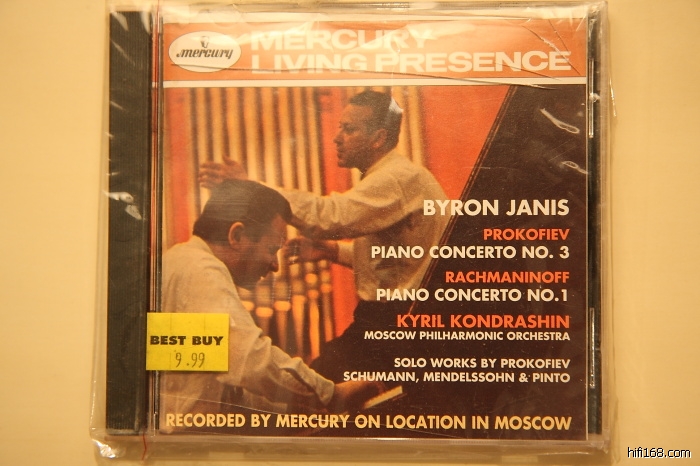 mercury
MERCURY
LIVING PRESENCE
BYRON JANIS
PROKOFIEV
PIANO CONCERTO NO. 3
RACHMANINOFF
PIANO CONCERTO NO.1
KYRIL KONDRASHIN
MOSCOW PHILHARMONIC ORCHESTRA
SOLO WORKS BY PROKOFIEV
SCHUMANN, MENDELSSOHN & PINTO
BEST BUY
9.99
RECORDED BY MERCURY ON LOCATION IN MOSCOW
hifi168.com